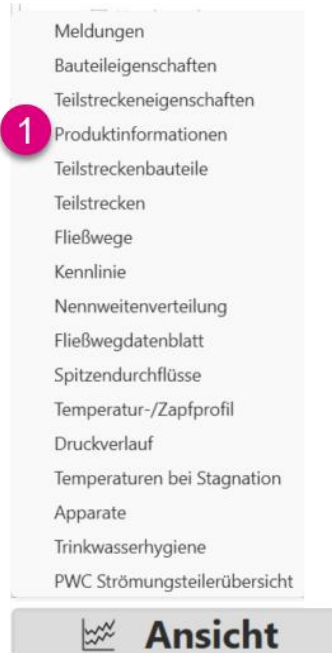 Meldungen
Bauteileigenschaften
Teilstreckeneigenschaften
1 Produktinformationen
Teilstreckenbauteile
Teilstrecken
Fließwege
Kennlinie
Nennweitenverteilung
Fließwegdatenblatt
Spitzendurchflüsse
Temperatur-/Zapfprofil
Druckverlauf
Temperaturen bei Stagnation
Apparate
Trinkwasserhygiene
PWC Strömungsteilerübersicht
Ansicht